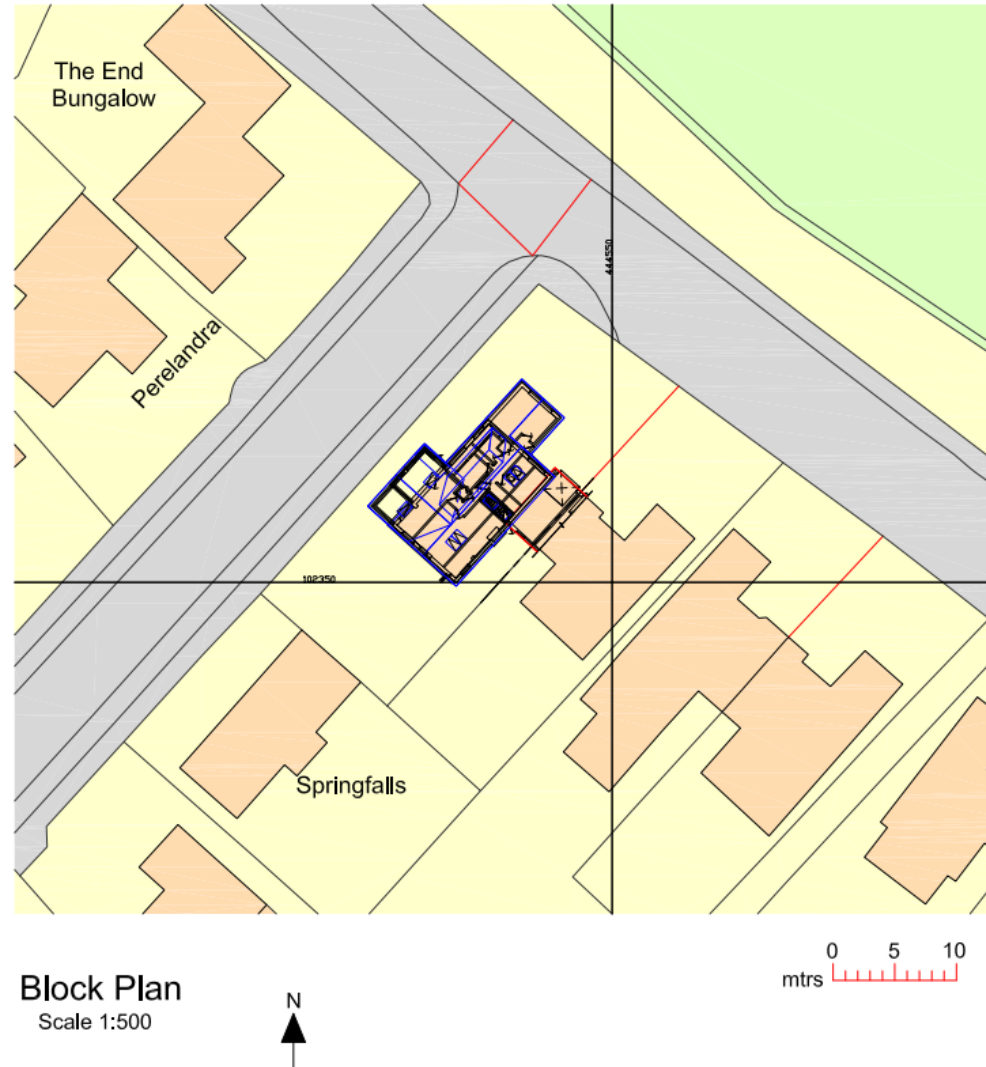 The End
Bungalow
444550
Perelandra
102350
Springfalls
0 5 10
mtrs
Block Plan
Scale 1:500
N